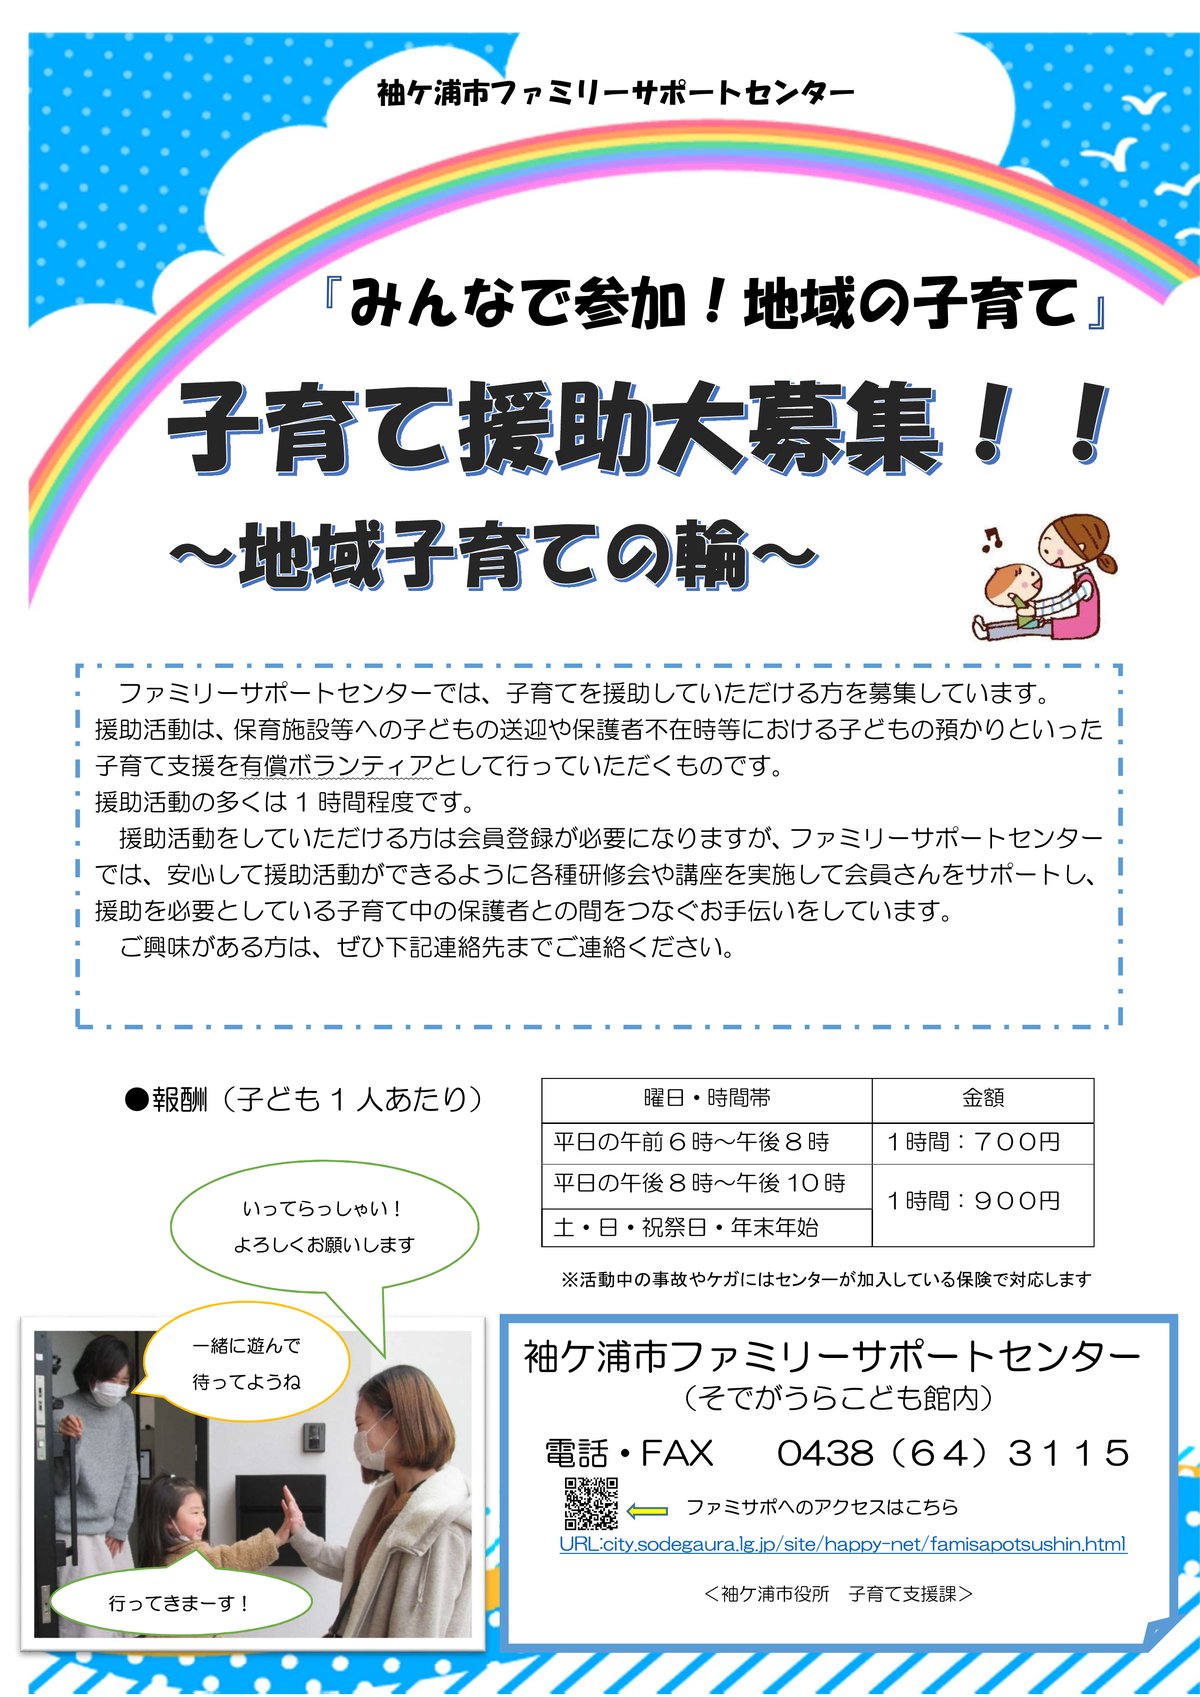 袖ケ浦市ファミリーサポートセンター
『みんなで参加！地域の子育て』
子育て援助大募集！！
～地域子育ての輪～
ファミリーサポートセンターでは、子育てを援助していただける方を募集しています。
援助活動は、保育施設等への子どもの送迎や保護者不在時等における子どもの預かりといった
子育て支援を有償ボランティアとして行っていただくものです。
援助活動の多くは１時間程度です。
援助活動をしていただける方は会員登録が必要になりますが、ファミリーサポートセンター
では、安心して援助活動ができるように各種研修会や講座を実施して会員さんをサポートし、
援助を必要としている子育て中の保護者との間をつなぐお手伝いをしています。
ご興味がある方は、ぜひ下記連絡先までご連絡ください。
●報酬（子ども１人あたり）
曜日・時間帯 金額
平日の午前６時～午後８時 １時間：７００円
平日の午後８時～午後10時 １時間：９００円
土・日・祝祭日・年末年始
※活動中の事故やケガにはセンターが加入している保険で対応します
いってらっしゃい！
よろしくお願いします
一緒に遊んで
待ってようね
行ってきまーす！
袖ケ浦市ファミリーサポートセンター
（そでがうらこども館内）
電話・FAX　0438（６４）３１１５
ファミサポへのアクセスはこちら
URL:city.sodegaura.lg.jp/site/happy-net/famisapotsushin.html
＜袖ケ浦市役所　子育て支援課＞